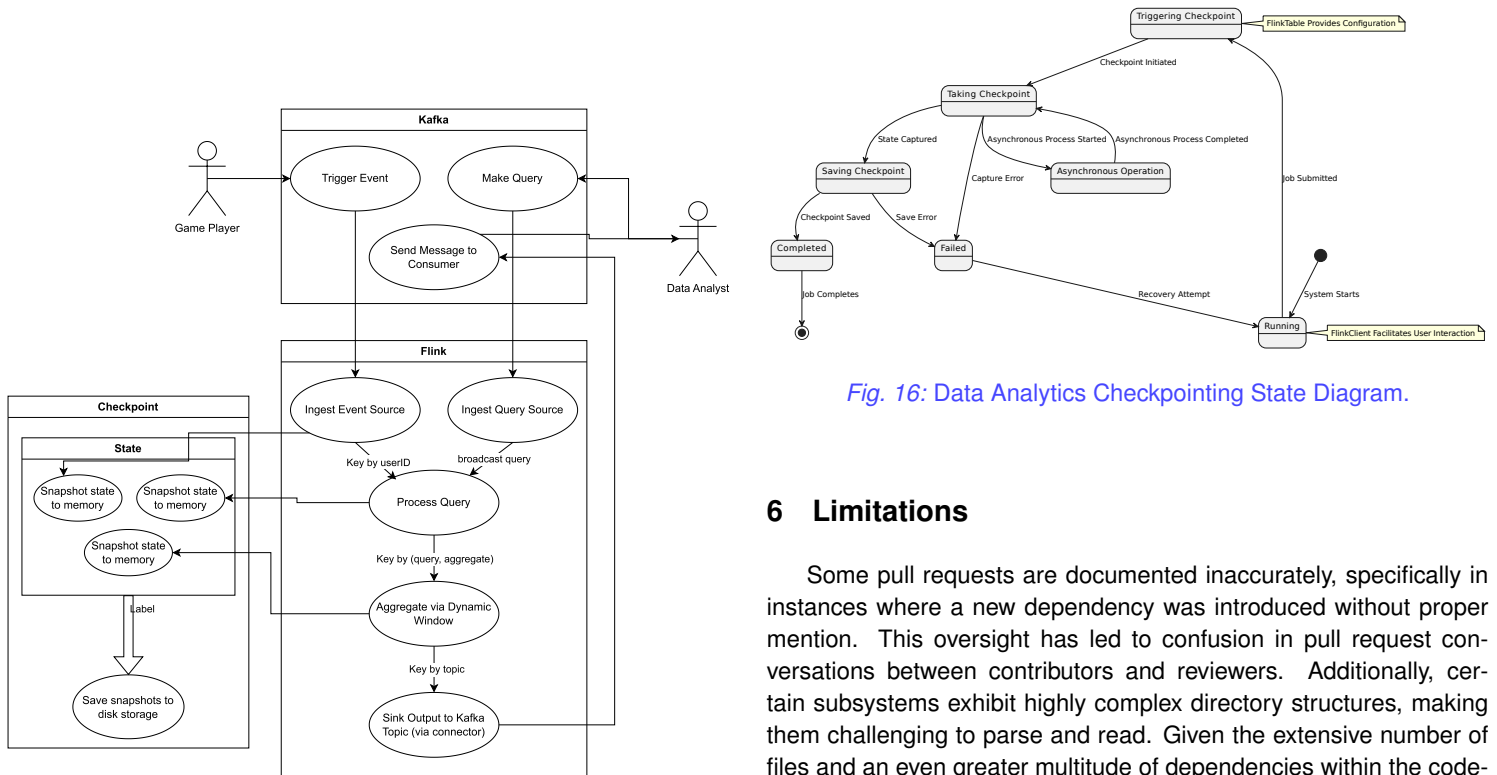 Kafka
Trigger Event
Make Query
Game Player
Send Message to
Consumer
Data Analyst
Flink
Ingest Event Source
Ingest Query Source
Checkpoint
State
Key by userID
broadcast query
Snapshot state
to memory
Snapshot state
to memory
Process Query
Snapshot state
to memory
Key by (query, aggregate)
Aggregate via Dynamic
Window
Label
Key by topic
Save snapshots to
disk storage
Sink Output to Kafka
Topic (via connector)
Triggering Checkpoint
FlinkTable Provides Configuration
Checkpoint Initiated
Taking Checkpoint
State Captured
Asynchronous Process Started
Asynchronous Process Completed
Saving Checkpoint
Capture Error
Asynchronous Operation
Job Submitted
Checkpoint Saved
Save Error
Completed
Failed
Job Completes
Recovery Attempt
System Starts
Running
FlinkClient Facilitates User Interaction
Fig. 16: Data Analytics Checkpointing State Diagram.
6 Limitations
Some pull requests are documented inaccurately, specifically in
instances where a new dependency was introduced without proper
mention. This oversight has led to confusion in pull request con-
versations between contributors and reviewers. Additionally, cer-
tain subsystems exhibit highly complex directory structures, making
them challenging to parse and read. Given the extensive number of
files and an even greater multitude of dependencies within the code-